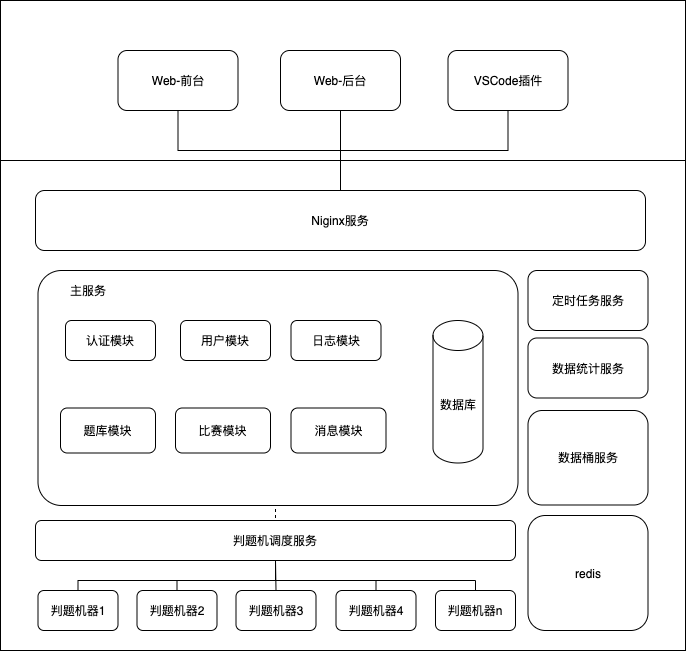 Web-前台
Web-后台
VSCode插件
Niginx服务
主服务
认证模块
用户模块
日志模块
题库模块
比赛模块
消息模块
数据库
定时任务服务
数据统计服务
数据桶服务
redis
判题机调度服务
判题机器1
判题机器2
判题机器3
判题机器4
判题机器n